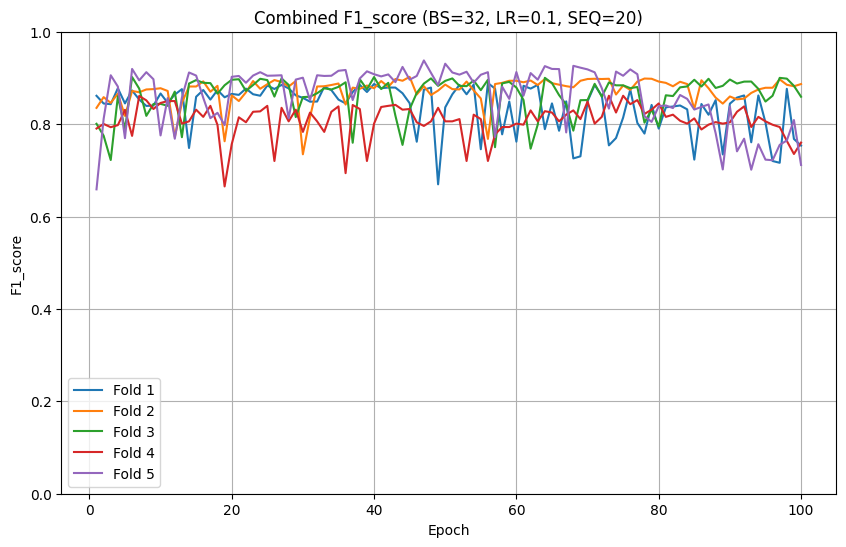 Combined F1_score (BS=32, LR=0.1, SEQ=20)
F1_score
1.0
0.8
0.6
0.4
0.2
0.0
Fold 1
Fold 2
Fold 3
Fold 4
Fold 5
0 20 40 60 80 100
Epoch